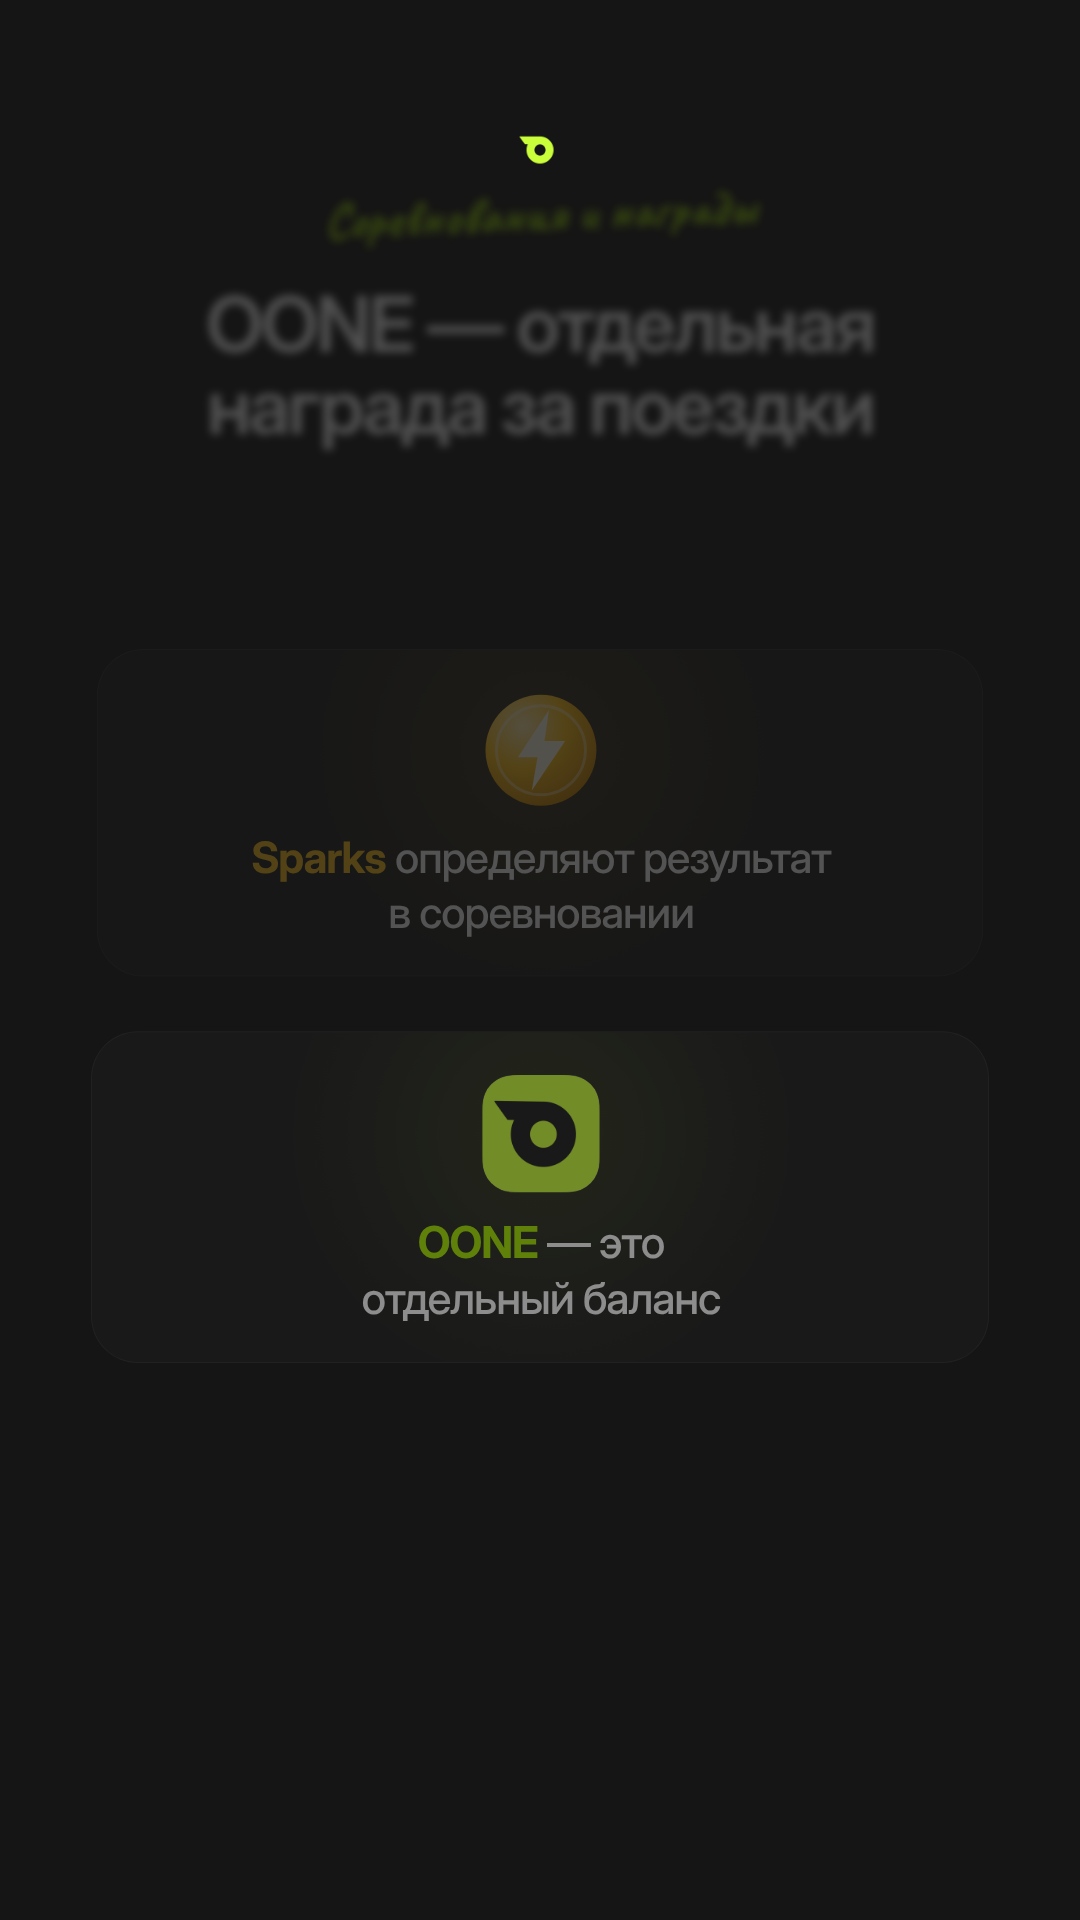 Соревнования и награды
OONE — отдельная
награда за поездки
Sparks определяют результат
в соревновании
OONE — это
отдельный баланс